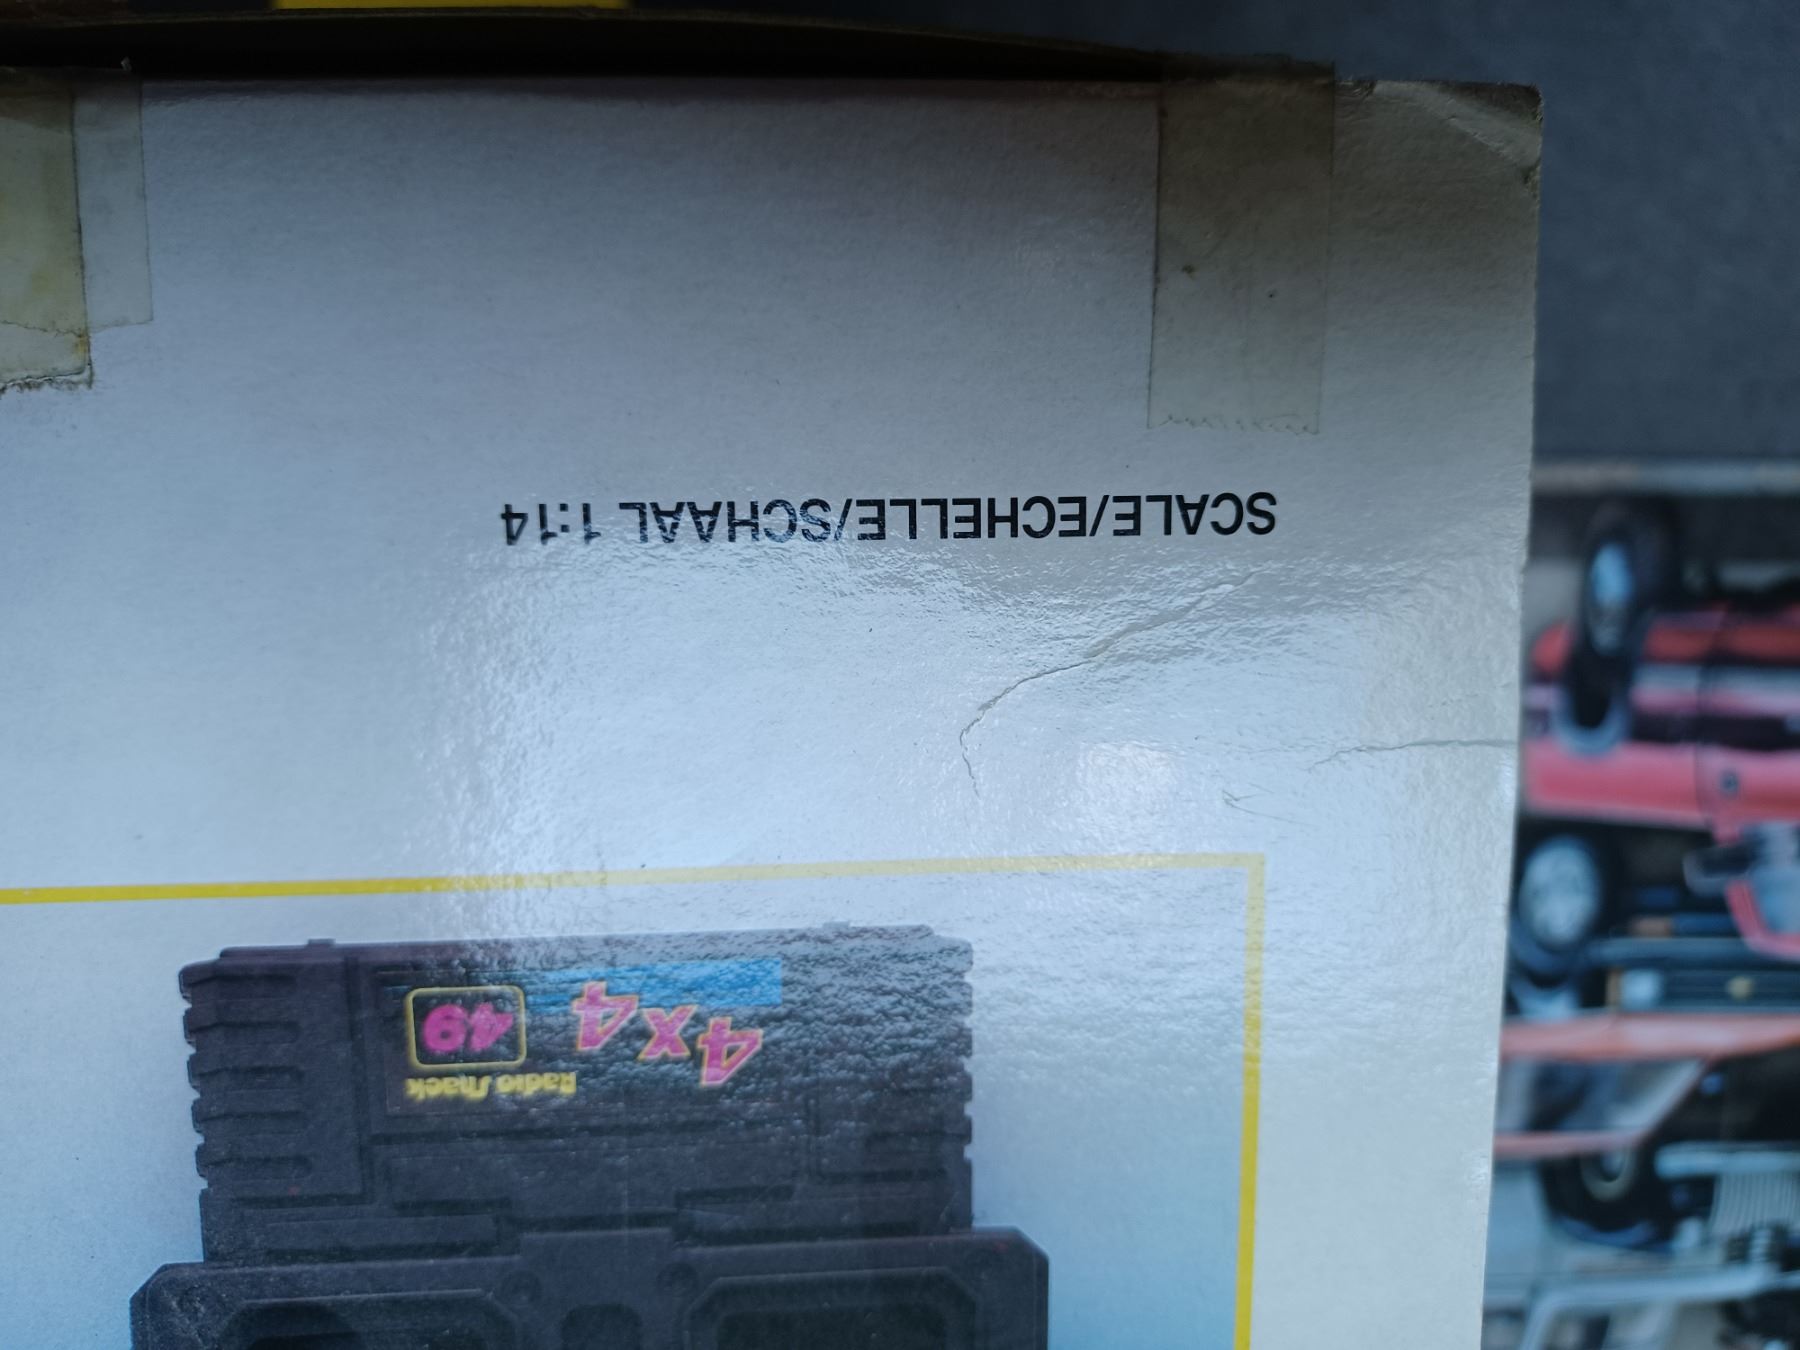 4x4
Radio Shack
49
SCALE/ECHELLE/SCHAAL 1:14